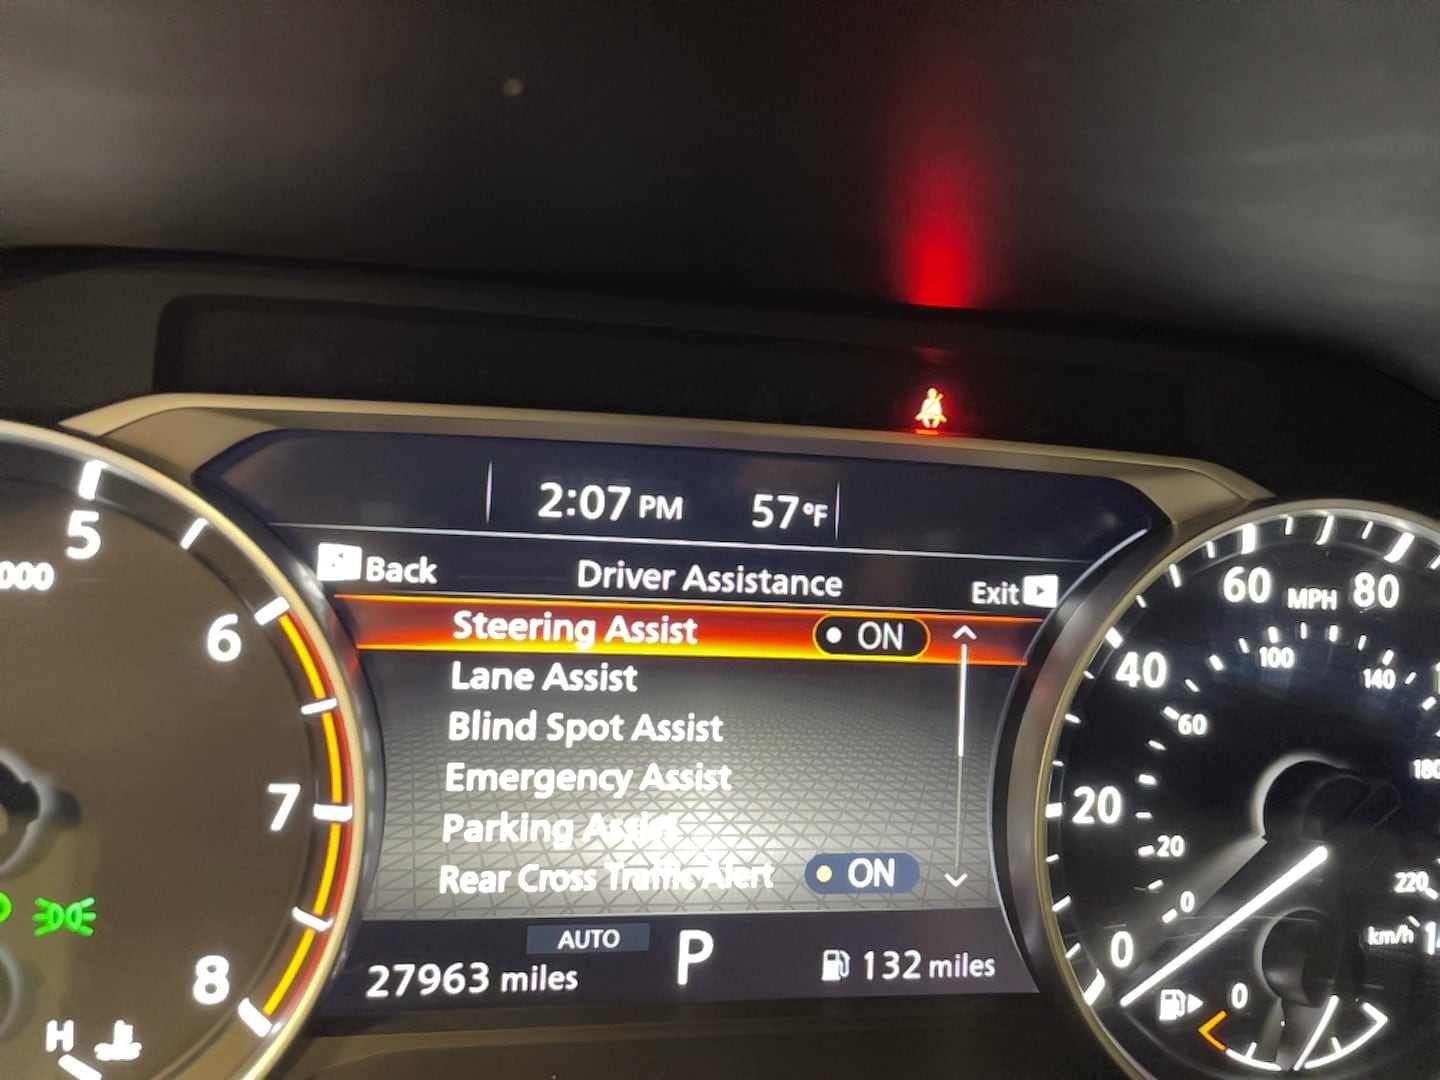 2:07 PM 57°F
Back Driver Assistance Exit
Steering Assist ON
Lane Assist
Blind Spot Assist
Emergency Assist
Parking Assist
Rear Cross Traffic Alert ON
AUTO
27963 miles P 132 miles
5
000
6
7
8
H
0
20
40
60
80
MPH
0
20
60
100
140
180
220
km/h
0